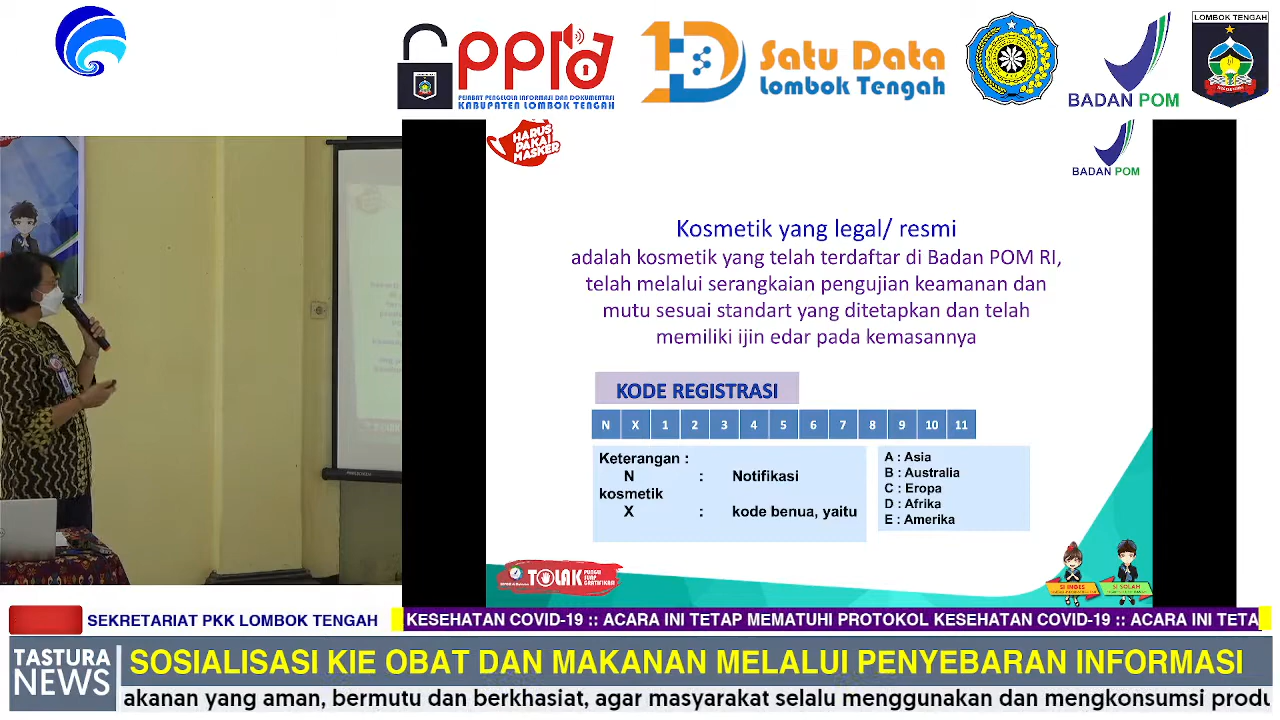 PPID
PEJABAT PENGELOLA INFORMASI DAN DOKUMENTASI
KABUPATEN LOMBOK TENGAH
Satu Data
Lombok Tengah
BADAN POM
LOMBOK TENGAH
HARUS
PAKAI
MASKER
BADAN POM
Kosmetik yang legal/ resmi
adalah kosmetik yang telah terdaftar di Badan POM RI,
telah melalui serangkaian pengujian keamanan dan
mutu sesuai standart yang ditetapkan dan telah
memiliki ijin edar pada kemasannya
KODE REGISTRASI
N X 1 2 3 4 5 6 7 8 9 10 11
Keterangan :
N : Notifikasi
kosmetik
X : kode benua, yaitu
A : Asia
B : Australia
C : Eropa
D : Afrika
E : Amerika
TOLAK
SUAP
GRATIFIKASI
SEKRETARIAT PKK LOMBOK TENGAH
KESEHATAN COVID-19 :: ACARA INI TETAP MEMATUHI PROTOKOL KESEHATAN COVID-19 :: ACARA INI TETA
TASTURA
NEWS
SOSIALISASI KIE OBAT DAN MAKANAN MELALUI PENYEBARAN INFORMASI
akanan yang aman, bermutu dan berkhasiat, agar masyarakat selalu menggunakan dan mengkonsumsi produ